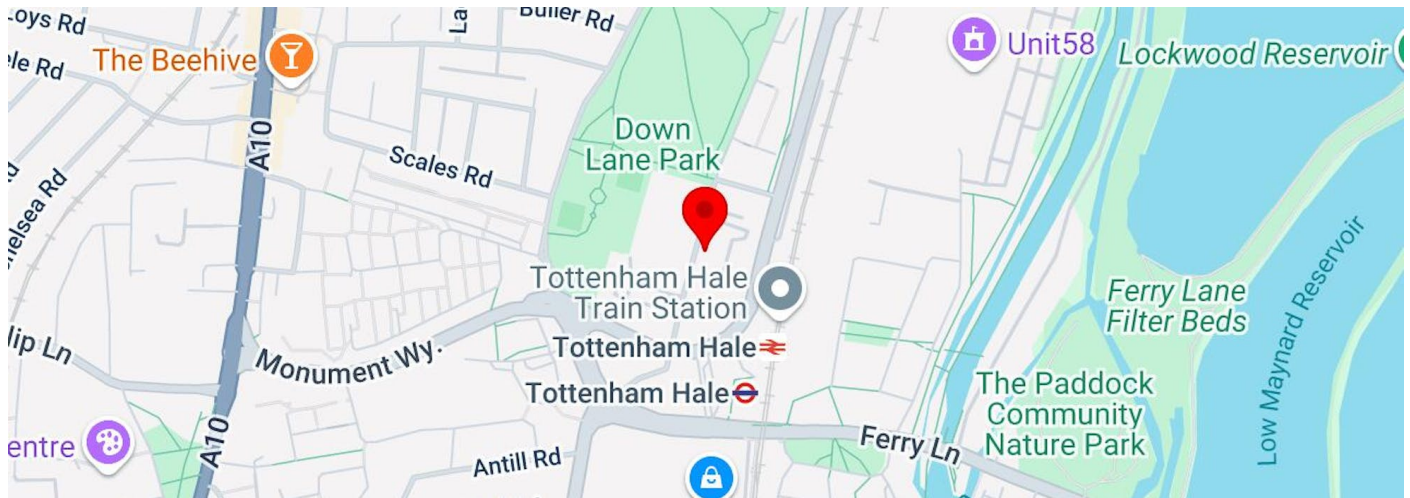 Buller Rd
The Beehive
Unit58
Lockwood Reservoir
Down
Lane Park
A10
Scales Rd
Tottenham Hale
Train Station
Ferry Lane
Filter Beds
Low Maynard Reservoir
Monument Wy.
Tottenham Hale
Tottenham Hale
The Paddock
Community
Nature Park
A10
Antill Rd
Ferry Ln